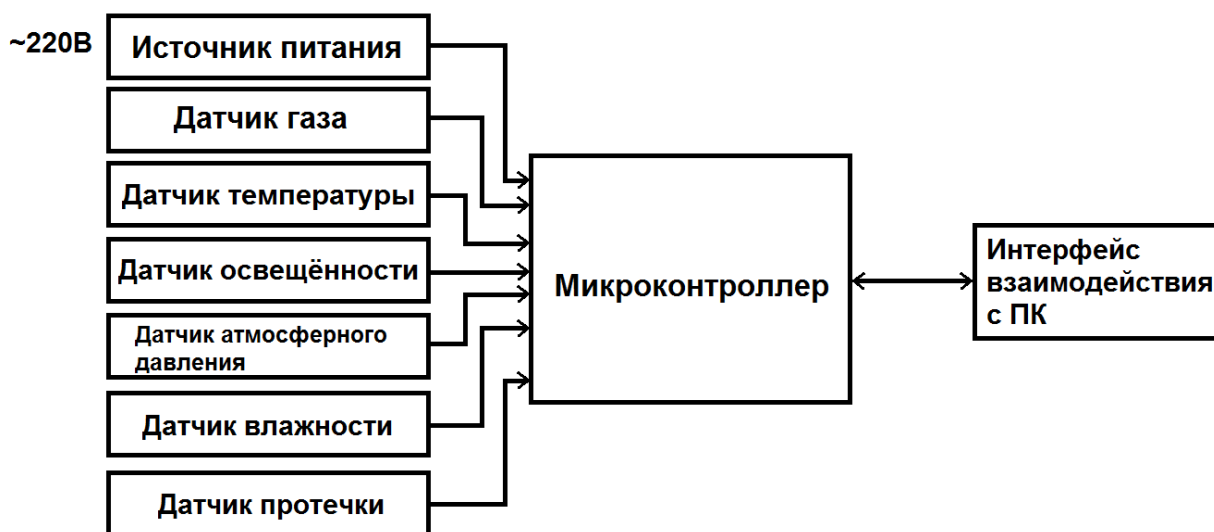 ~220В
Источник питания
Датчик газа
Датчик температуры
Датчик освещённости
Датчик атмосферного
давления
Датчик влажности
Датчик протечки
Микроконтроллер
Интерфейс
взаимодействия
с ПК